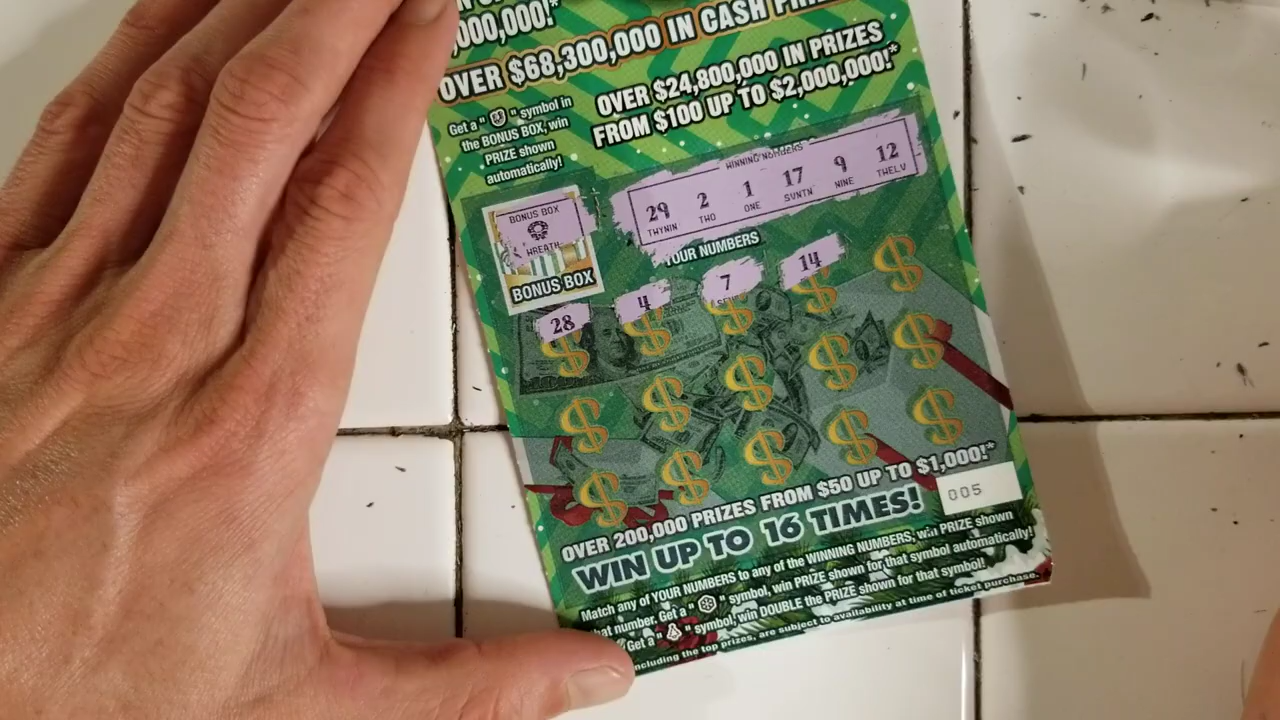 ,000,000!*
OVER $68,300,000 IN CASH
OVER $24,800,000 IN PRIZES
FROM $100 UP TO $2,000,000!*
Get a " " symbol in
the BONUS BOX, win
PRIZE shown
automatically!
WINNING NUMBERS
29 2 1 17 9 12
THYNIN TWO ONE SVNTN NINE TWELV
BONUS BOX
WREATH
BONUS BOX
YOUR NUMBERS
28 4 7 14
OVER 200,000 PRIZES FROM $50 UP TO $1,000!*
WIN UP TO 16 TIMES!
005
Match any of YOUR NUMBERS to any of the WINNING NUMBERS, win PRIZE shown
that number. Get a " " symbol, win PRIZE shown for that symbol automatically!
Get a " " symbol, win DOUBLE the PRIZE shown for that symbol!
including the top prizes, are subject to availability at time of ticket purchase.